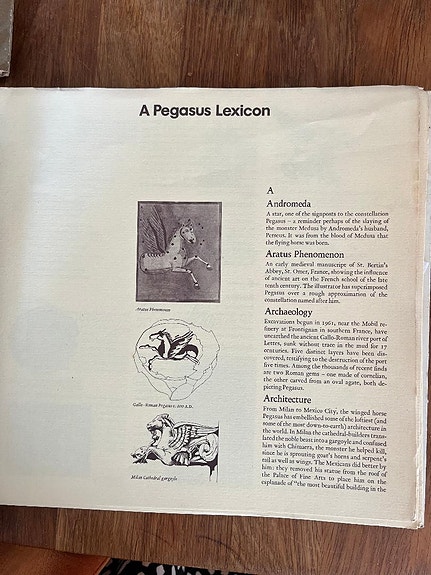 A Pegasus Lexicon
A
Andromeda
A star, one of the signposts to the constellation
Pegasus – a reminder perhaps of the slaying of
the monster Medusa by Andromeda's husband,
Perseus. It was from the blood of Medusa that
the flying horse was born.
Aratus Phenomenon
An early medieval manuscript of St. Bertin's
Abbey, St. Omer, France, showing the influence
of ancient art on the French school of the late
tenth century. The illustrator has superimposed
Pegasus over a rough approximation of the
constellation named after him.
Archaeology
Excavations begun in 1961, near the Mobil re-
finery at Frontignan in southern France, have
unearthed the ancient Gallo-Roman river port of
Lettes, sunk without trace in the mud for 17
centuries. Five distinct layers have been dis-
covered, testifying to the destruction of the port
five times. Among the thousands of recent finds
are two Roman gems – one made of cornelian,
the other carved from an oval agate, both de-
picting Pegasus.
Architecture
From Milan to Mexico City, the winged horse
Pegasus has embellished some of the loftiest (and
some of the most down-to-earth) architecture in
the world. In Milan the cathedral-builders trans-
lated the noble beast into a gargoyle and confused
him with Chimaera, the monster he helped kill,
since he is sprouting goat's horns and serpent's
tail as well as wings. The Mexicans did better by
him: they removed his statue from the roof of
the Palace of Fine Arts to place him on the
esplanade of "the most beautiful building in the
Aratus Phenomenon
Gallo-Roman Pegasus c. 200 A.D.
Milan Cathedral gargoyle